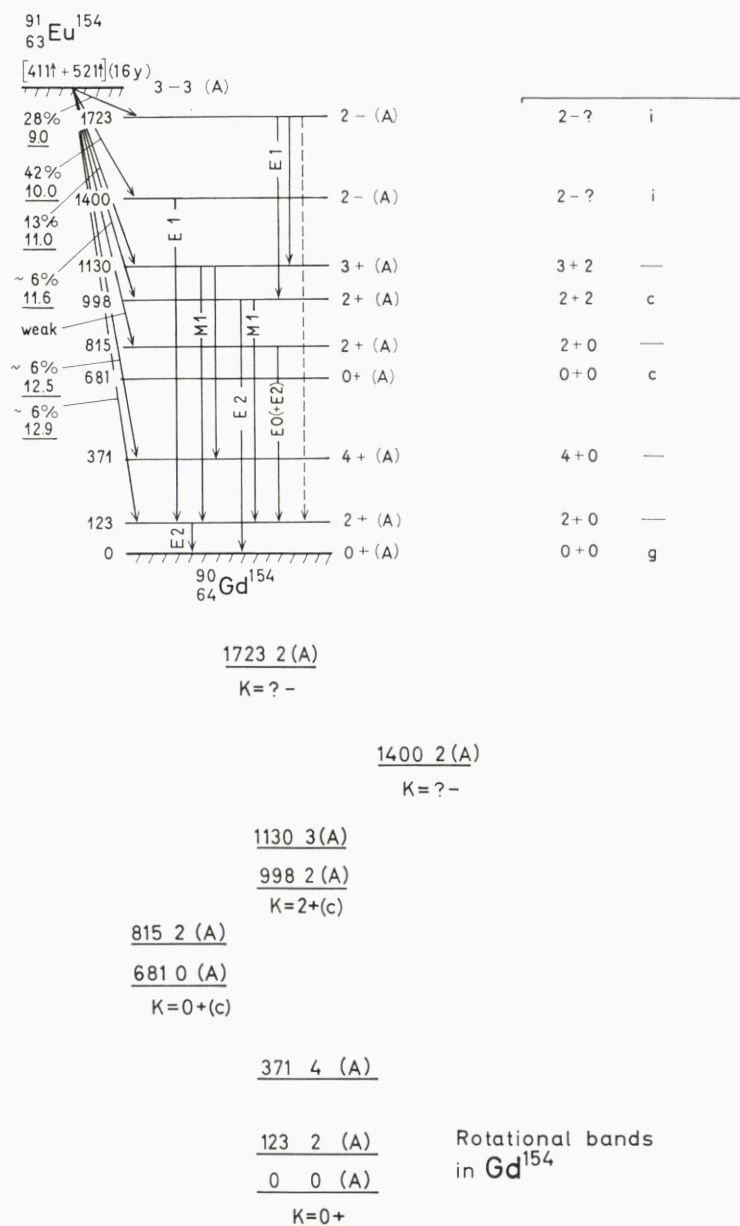 91
63 Eu 154
[411↑ + 521↑] (16 y) 3 – 3 (A)
28% 1723 2 – (A) 2 – ? i
9.0
E 1
42%
10.0
1400 2 – (A) 2 – ? i
13%
11.0
E 1
1130 3 + (A) 3 + 2 —
~ 6%
11.6 998 2 + (A) 2 + 2 c
weak M1 M1
815 2 + (A) 2 + 0 —
~ 6%
12.5 681 0 + (A) 0 + 0 c
E 2 E0(+E2)
~ 6%
12.9
371 4 + (A) 4 + 0 —
123 2 + (A) 2 + 0 —
E2
0 0 + (A) 0 + 0 g
90
64 Gd 154
1723 2 (A)
K = ? –
1400 2 (A)
K = ? –
1130 3 (A)
998 2 (A)
K = 2+(c)
815 2 (A)
681 0 (A)
K = 0+(c)
371 4 (A)
123 2 (A)
0 0 (A)
K = 0+
Rotational bands
in Gd154